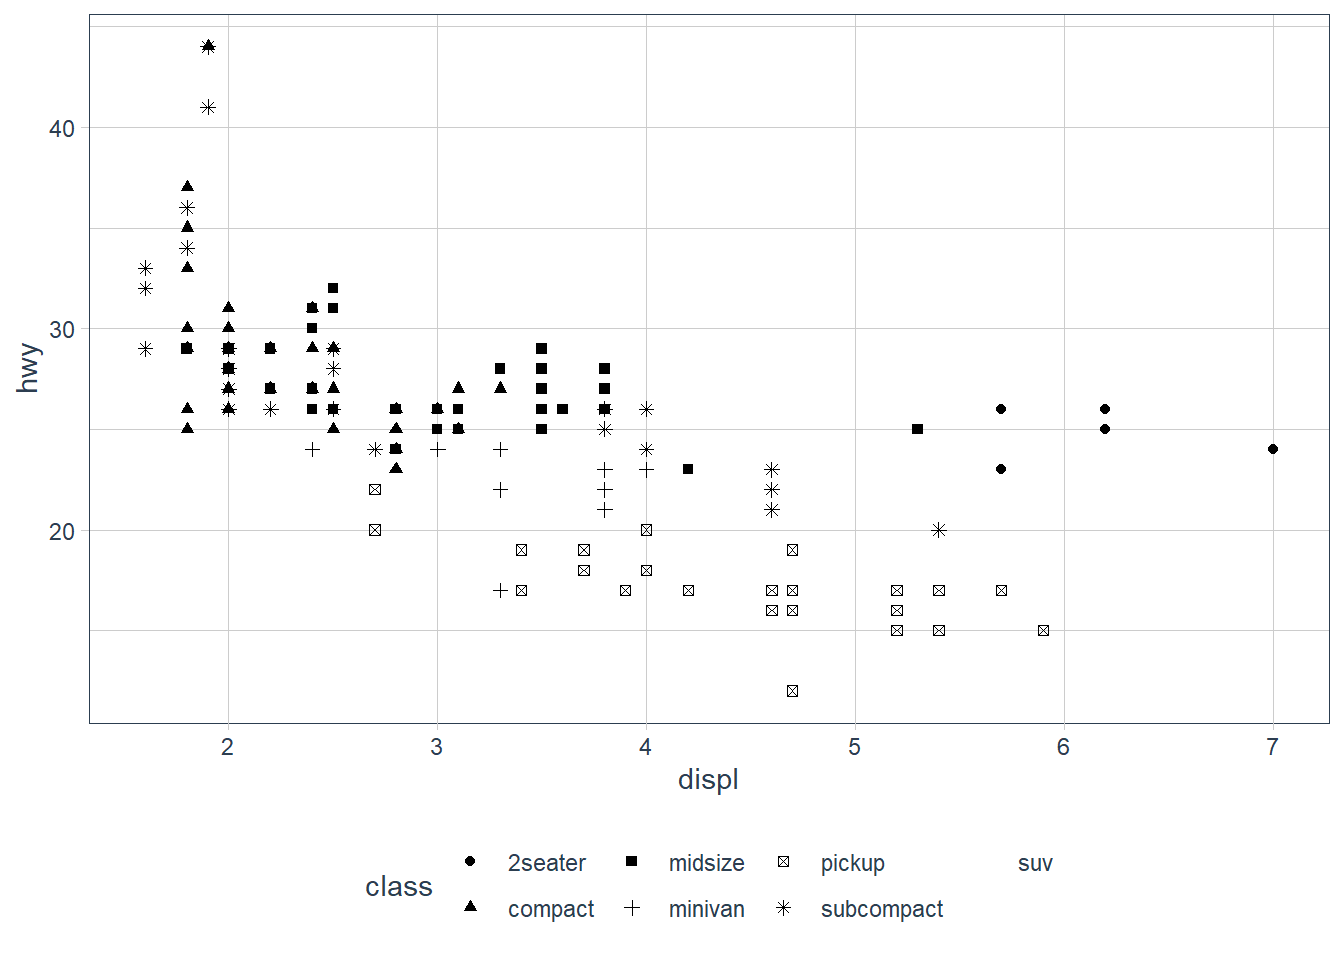 40
30
20
hwy
2 3 4 5 6 7
displ
class
2seater midsize pickup suv
compact minivan subcompact